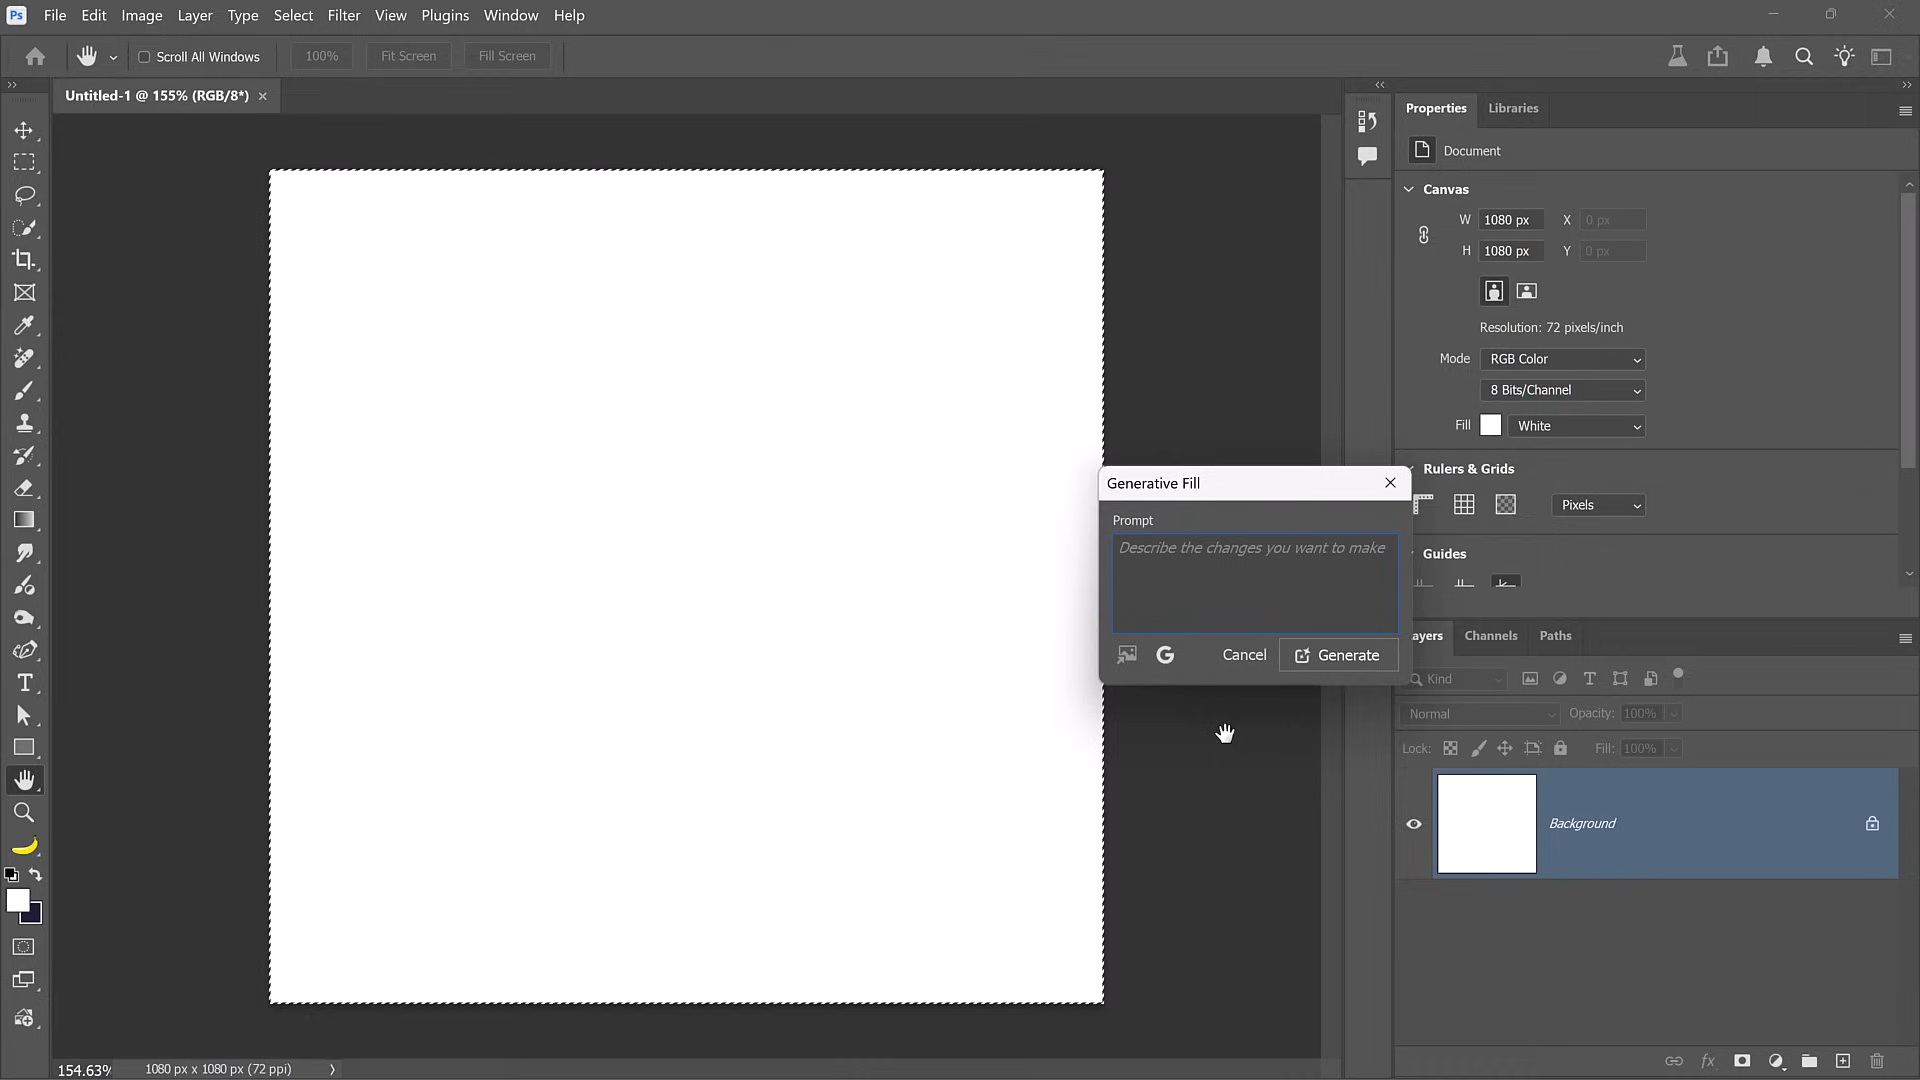 Ps File Edit Image Layer Type Select Filter View Plugins Window Help
Scroll All Windows 100% Fit Screen Fill Screen
Untitled-1 @ 155% (RGB/8*)
Properties Libraries
Document
Canvas
W 1080 px X 0 px
H 1080 px Y 0 px
Resolution: 72 pixels/inch
Mode RGB Color
8 Bits/Channel
Fill White
Rulers & Grids
Pixels
Guides
Generative Fill
Prompt
Describe the changes you want to make
G Cancel Generate
ayers Channels Paths
Kind
Normal Opacity: 100%
Lock: Fill: 100%
Background
fx
154.63% 1080 px x 1080 px (72 ppi)